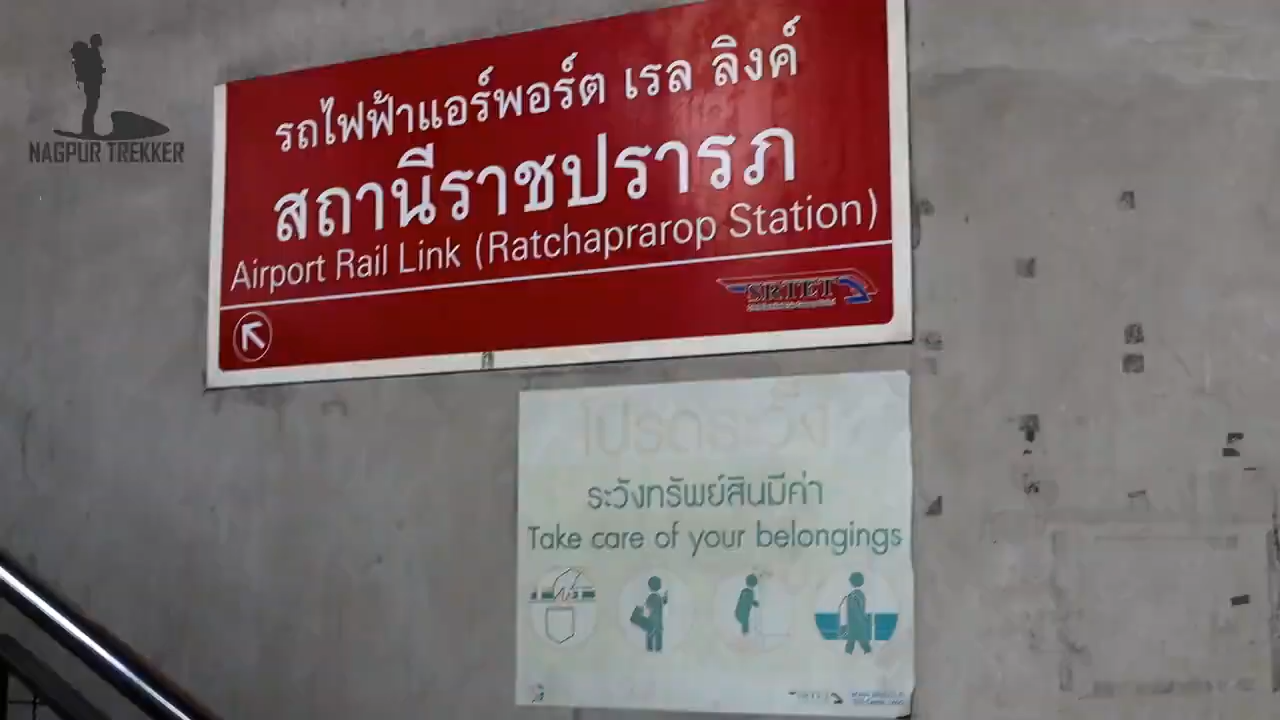 NAGPUR TREKKER
รถไฟฟ้าแอร์พอร์ต เรล ลิงค์
สถานีราชปรารภ
Airport Rail Link (Ratchaprarop Station)
SRTET
โปรดระวัง
ระวังทรัพย์สินมีค่า
Take care of your belongings